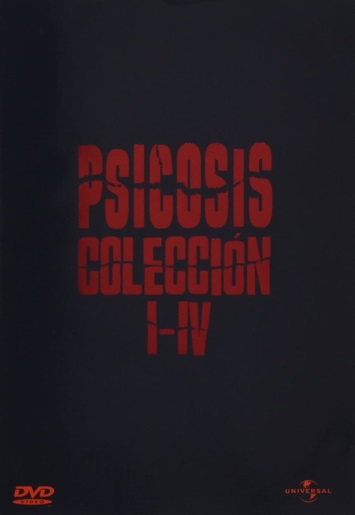 PSICOSIS
COLECCIÓN
I-IV
DVD
VIDEO
UNIVERSAL